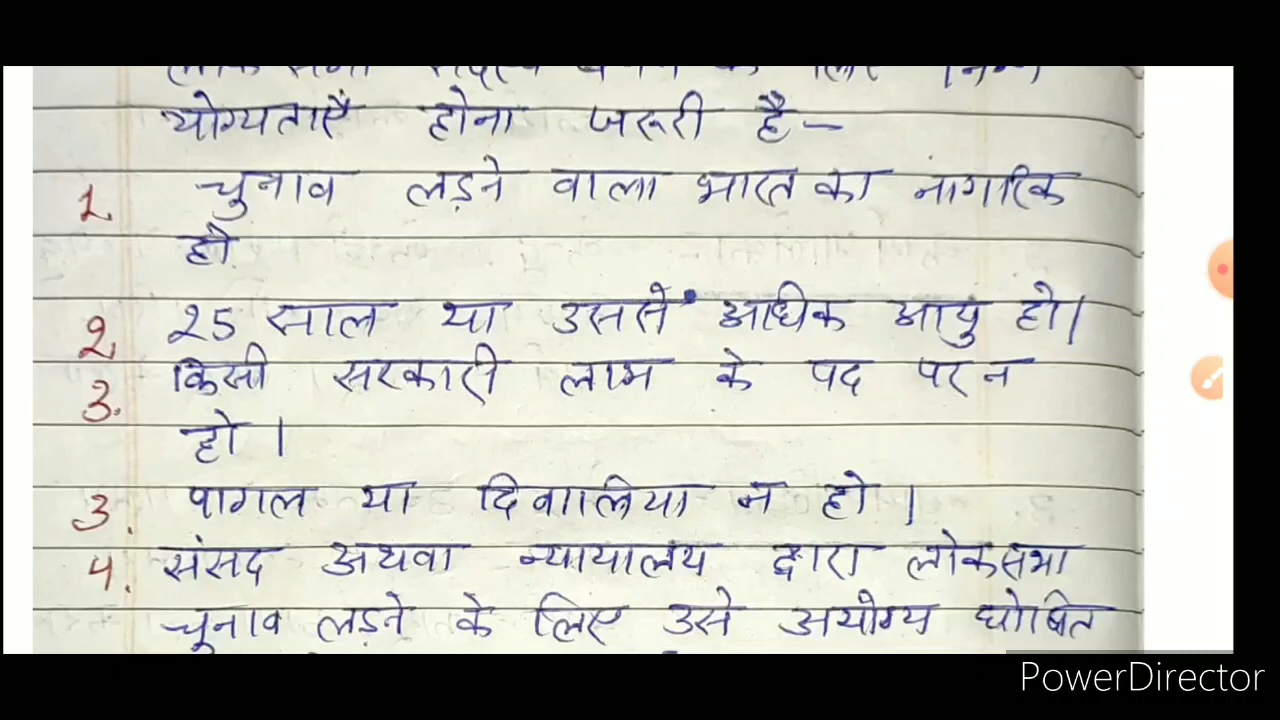 योग्यताएँ होना जरूरी है-
1. चुनाव लड़ने वाला भारत का नागरिक
हो
2. 25 साल या उससे अधिक आयु हो।
3. किसी सरकारी लाभ के पद पर न
हो।
3. पागल या दिवालिया न हो।
4. संसद अथवा न्यायालय द्वारा लोकसभा
चुनाव लड़ने के लिए उसे अयोग्य घोषित
PowerDirector